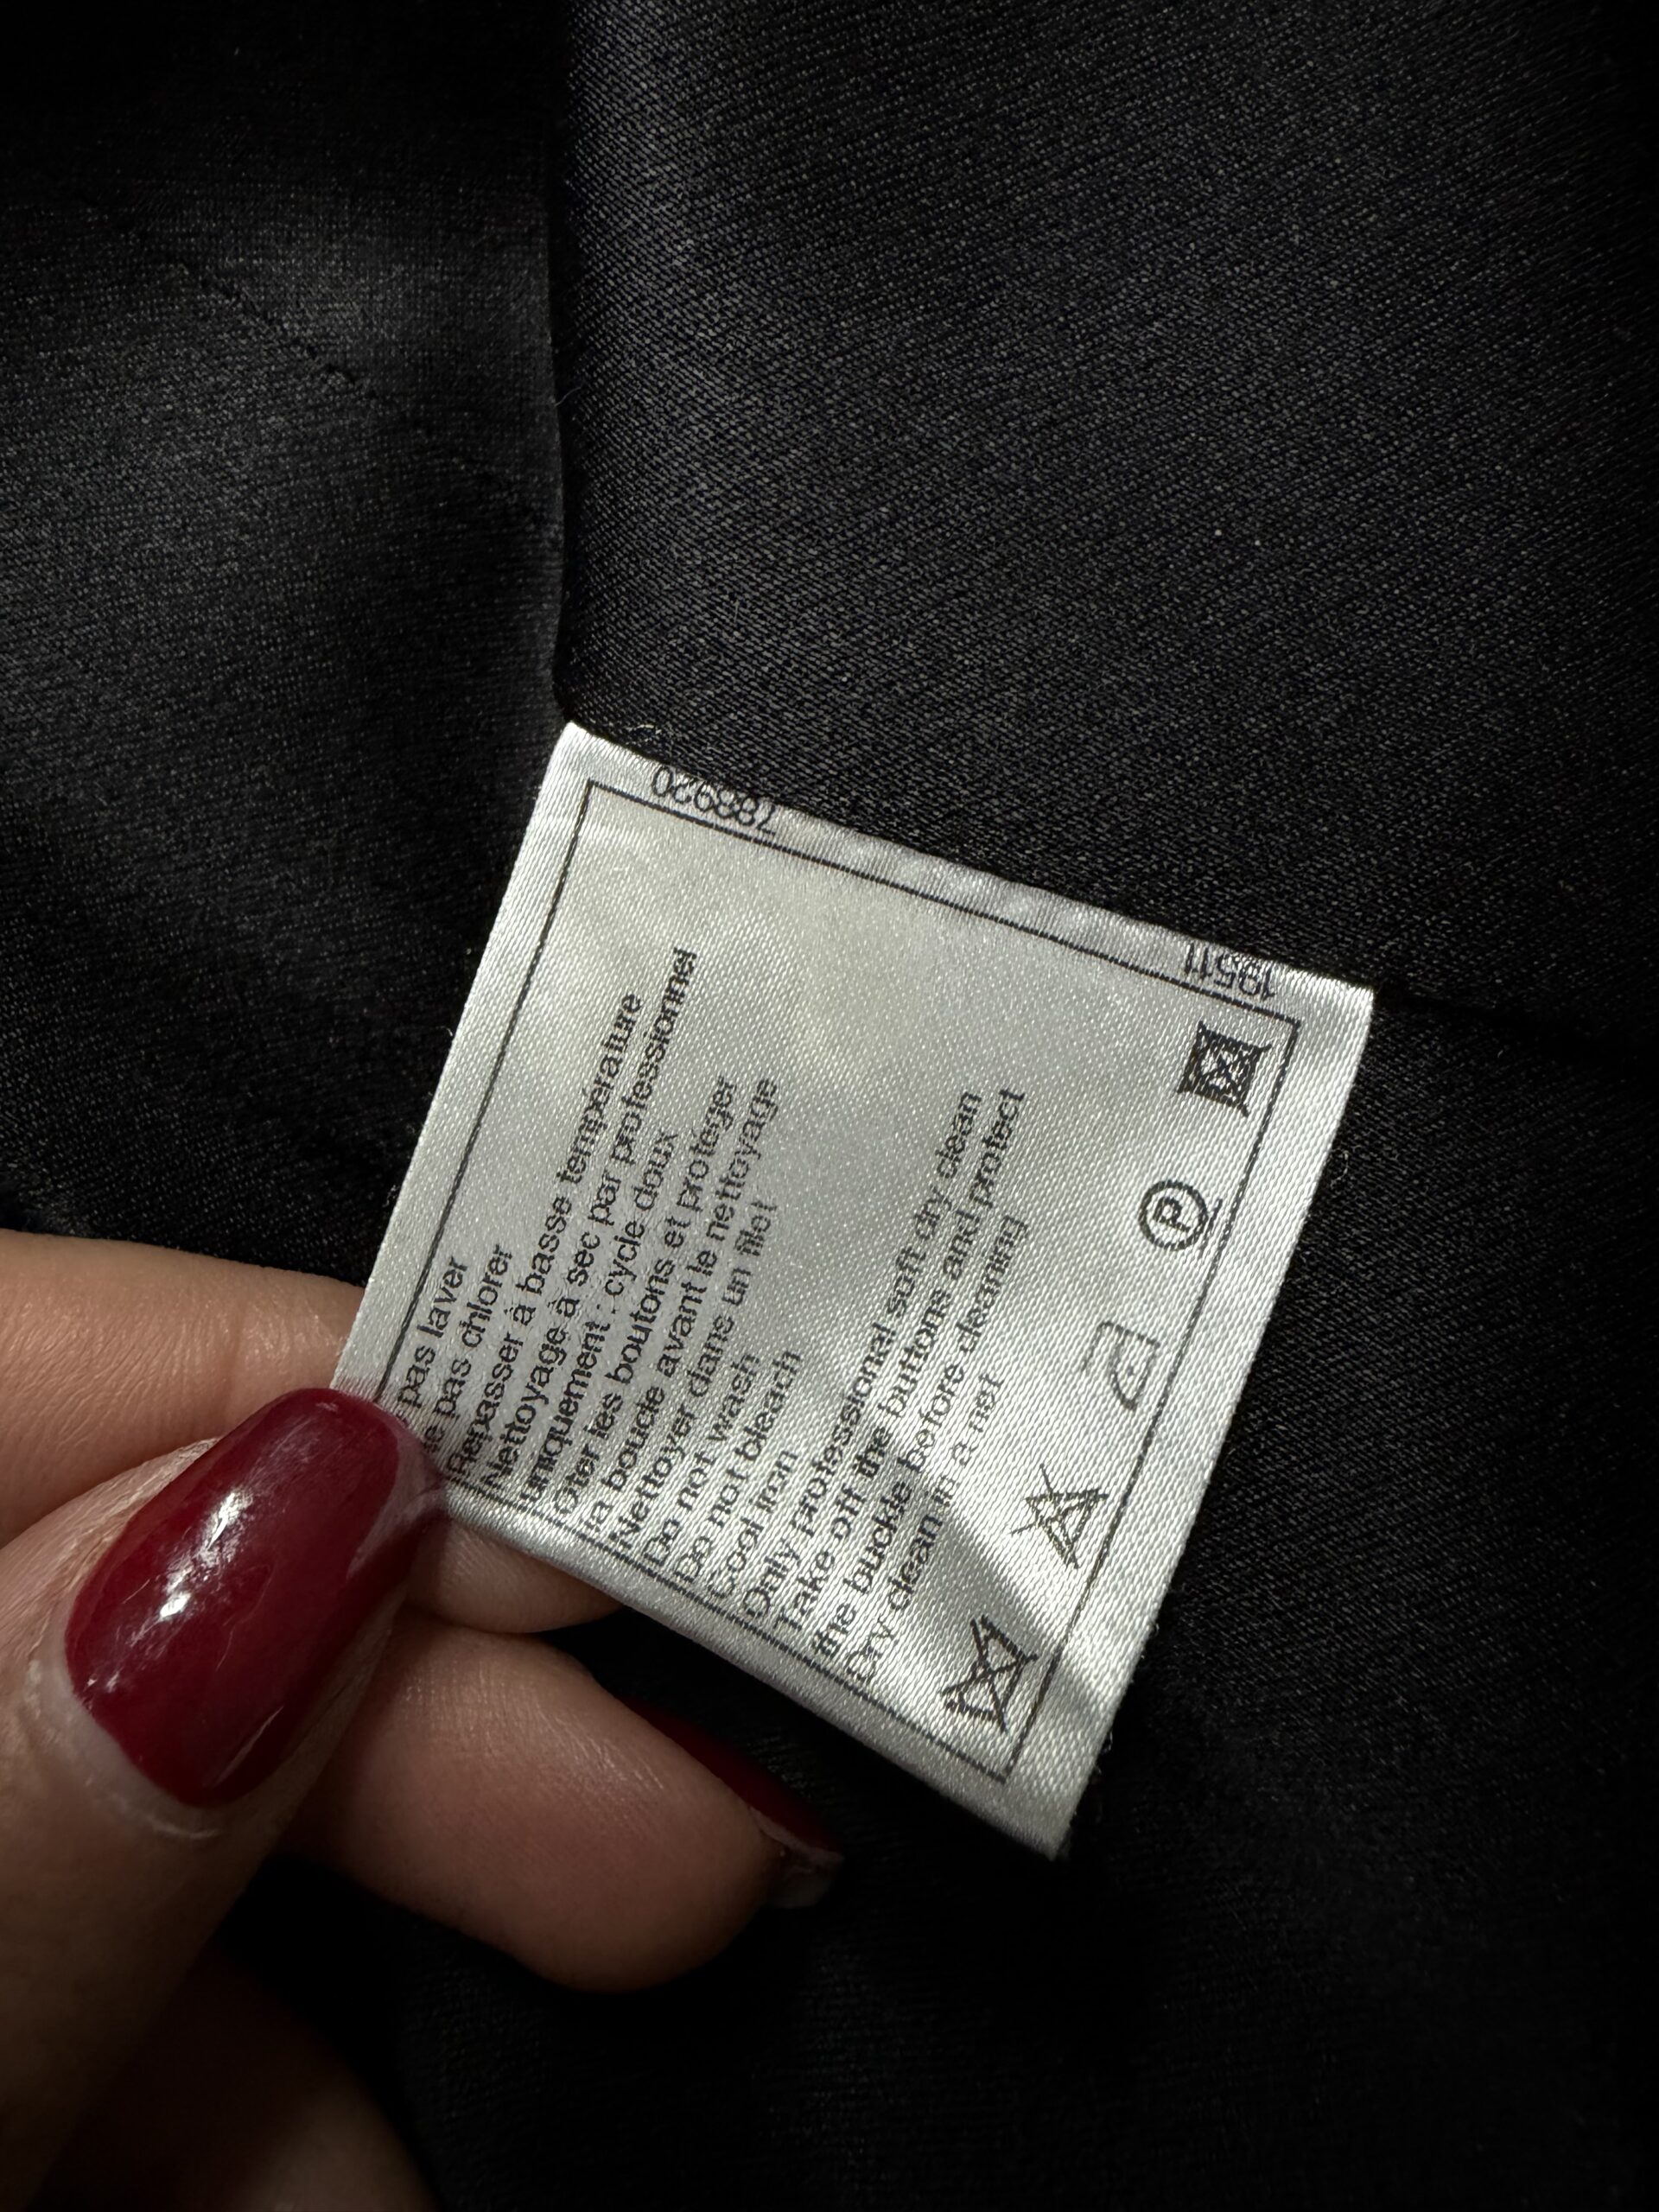 pas laver
pas chlorer
Repasser à basse température
Nettoyage à sec par professionnel
uniquement : cycle doux
Oter les boutons et protéger
la boucle avant le nettoyage
Nettoyer dans un filet
Do not wash
Do not bleach
Cool iron
Only professional soft dry clean
Take off the buttons and protect
the buckle before cleaning
Dry clean in a net
P
788920
19511